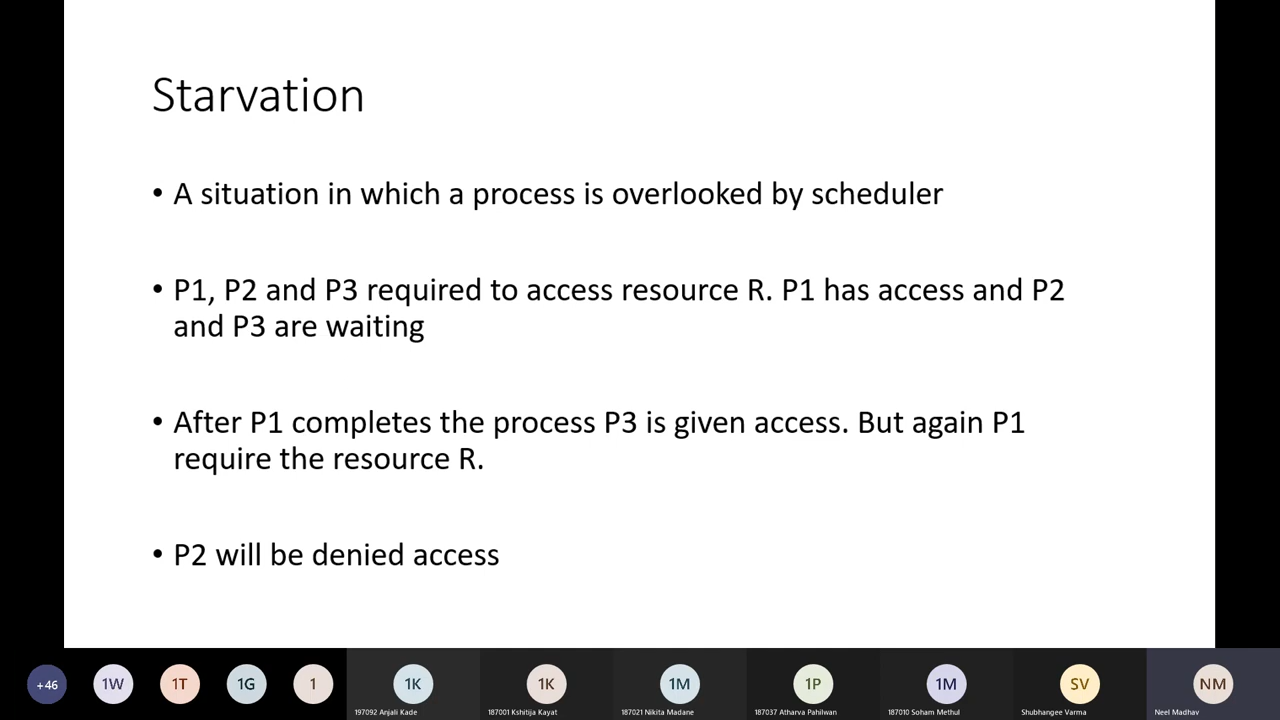 Starvation
• A situation in which a process is overlooked by scheduler
• P1, P2 and P3 required to access resource R. P1 has access and P2
and P3 are waiting
• After P1 completes the process P3 is given access. But again P1
require the resource R.
• P2 will be denied access
+46 1W 1T 1G 1 1K 1K 1M 1P 1M SV NM
197092 Anjali Kade 187001 Kshitija Kayat 187021 Nikita Madane 187037 Atharva Pahilwan 187010 Soham Methul Shubhangee Varma Neel Madhav